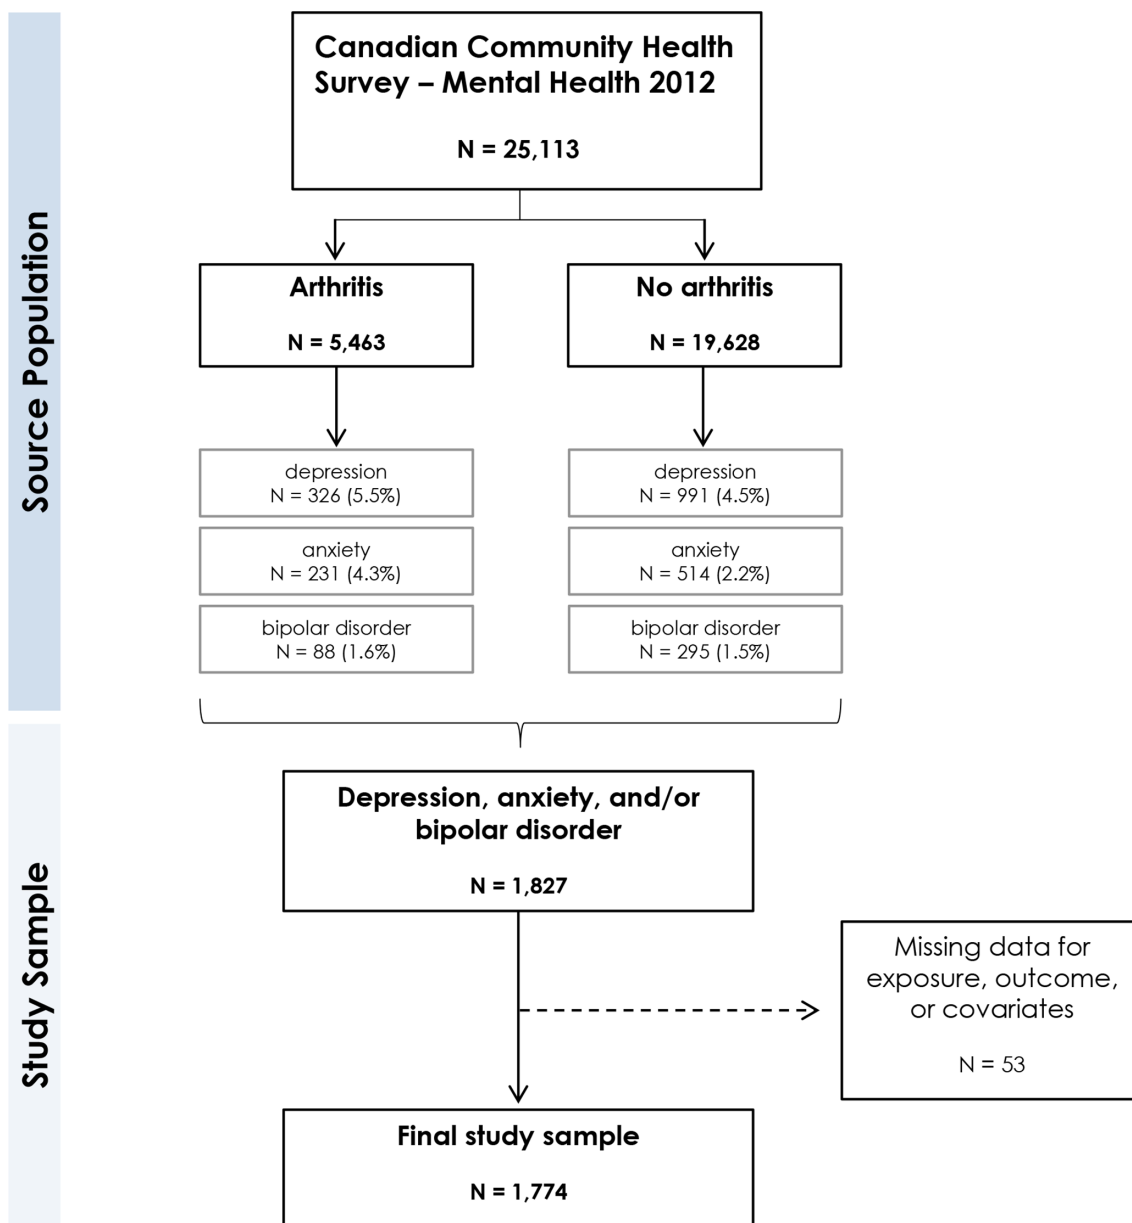 Source Population
Canadian Community Health
Survey – Mental Health 2012
N = 25,113
Arthritis
N = 5,463
No arthritis
N = 19,628
depression
N = 326 (5.5%)
depression
N = 991 (4.5%)
anxiety
N = 231 (4.3%)
anxiety
N = 514 (2.2%)
bipolar disorder
N = 88 (1.6%)
bipolar disorder
N = 295 (1.5%)
Study Sample
Depression, anxiety, and/or
bipolar disorder
N = 1,827
Missing data for
exposure, outcome,
or covariates
N = 53
Final study sample
N = 1,774